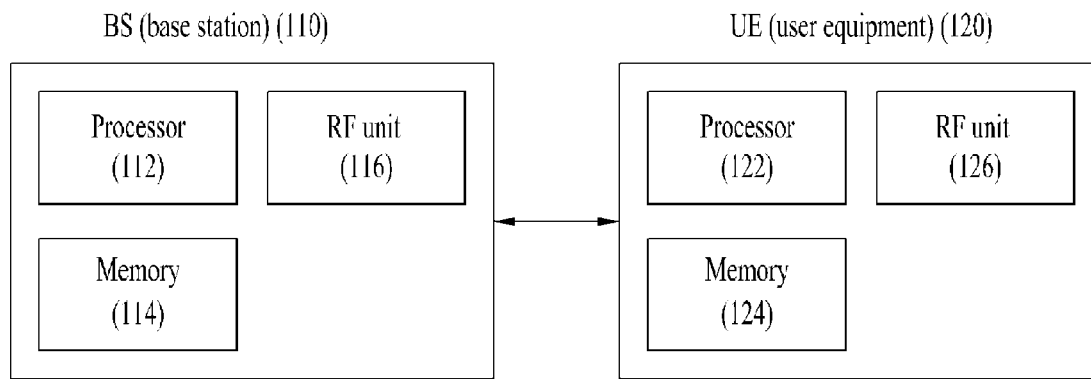 BS (base station) (110)
UE (user equipment) (120)
Processor
(112)
RF unit
(116)
Memory
(114)
Processor
(122)
RF unit
(126)
Memory
(124)